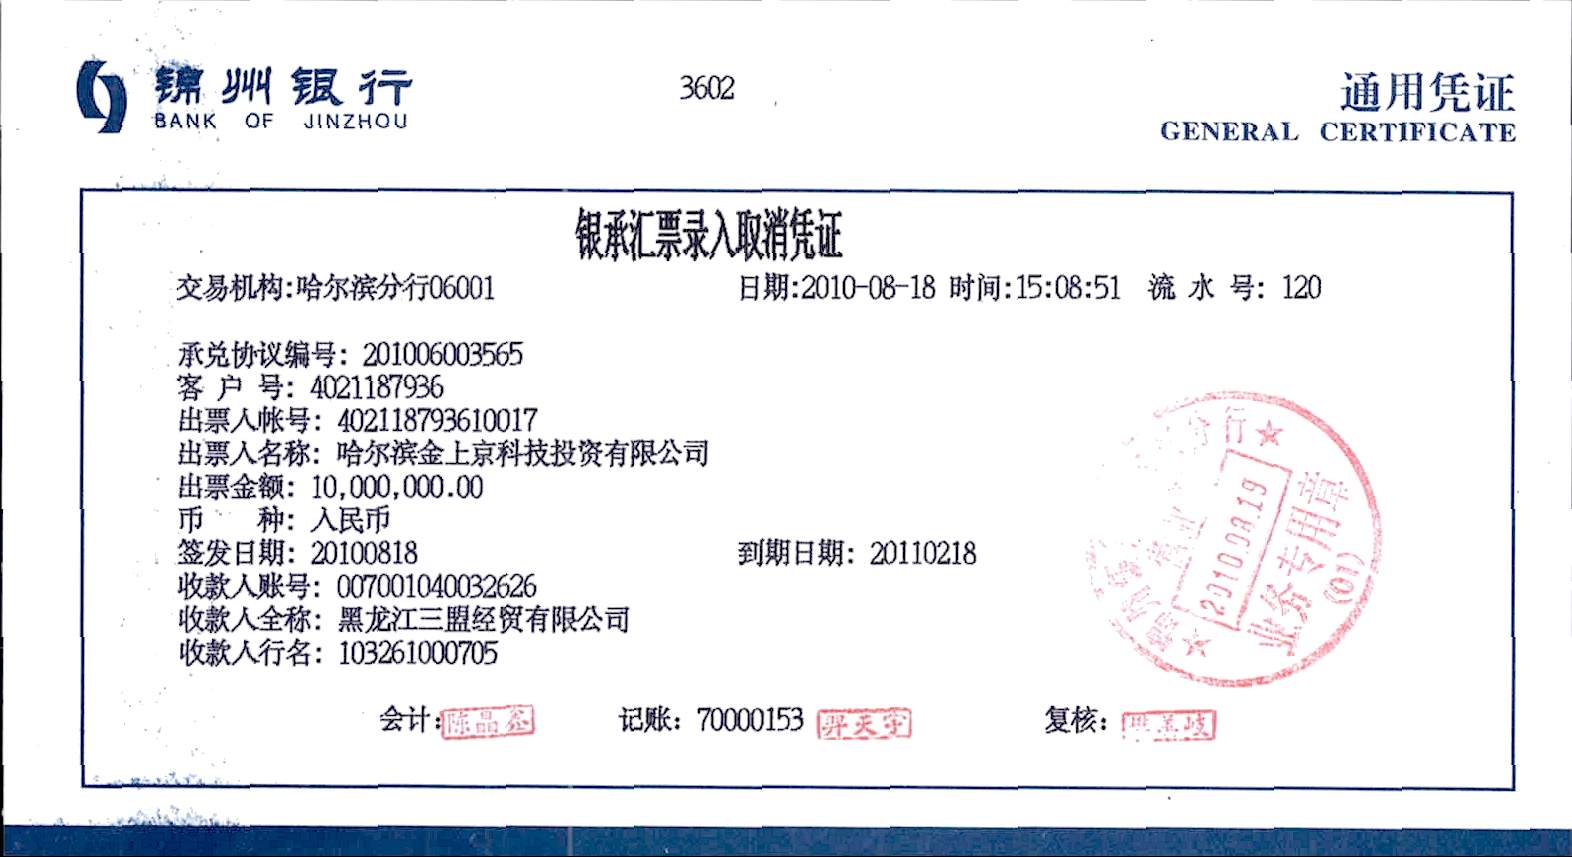 锦州银行
BANK OF JINZHOU
3602
通用凭证
GENERAL CERTIFICATE
银承汇票录入取消凭证
交易机构:哈尔滨分行06001 日期:2010-08-18 时间:15:08:51 流 水 号: 120
承兑协议编号: 201006003565
客 户 号: 4021187936
出票人帐号: 402118793610017
出票人名称: 哈尔滨金上京科技投资有限公司
出票金额: 10,000,000.00
币 种: 人民币
签发日期: 20100818 到期日期: 20110218
收款人账号: 007001040032626
收款人全称: 黑龙江三盟经贸有限公司
收款人行名: 103261000705
分行
2010.08.19
业务专用章
(01)
会计: 陈晶鑫 记账: 70000153 羿天宇 复核: